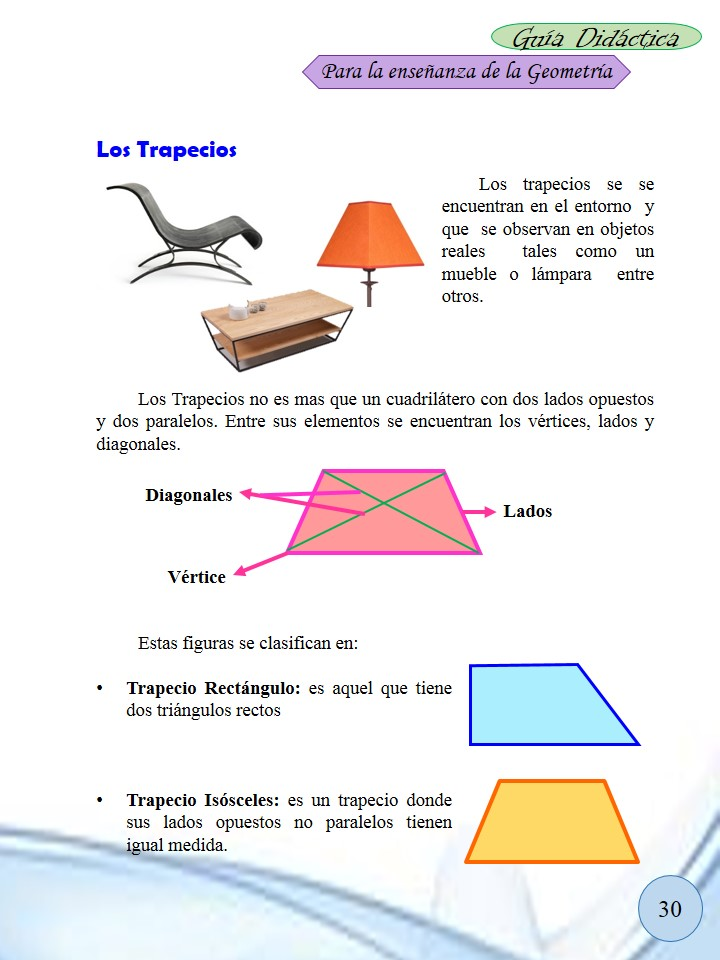 Guía Didáctica
Para la enseñanza de la Geometría
Los Trapecios
Los trapecios se se
encuentran en el entorno y
que se observan en objetos
reales tales como un
mueble o lámpara entre
otros.
Los Trapecios no es mas que un cuadrilátero con dos lados opuestos
y dos paralelos. Entre sus elementos se encuentran los vértices, lados y
diagonales.
Diagonales
Lados
Vértice
Estas figuras se clasifican en:
• Trapecio Rectángulo: es aquel que tiene
dos triángulos rectos
• Trapecio Isósceles: es un trapecio donde
sus lados opuestos no paralelos tienen
igual medida.
30